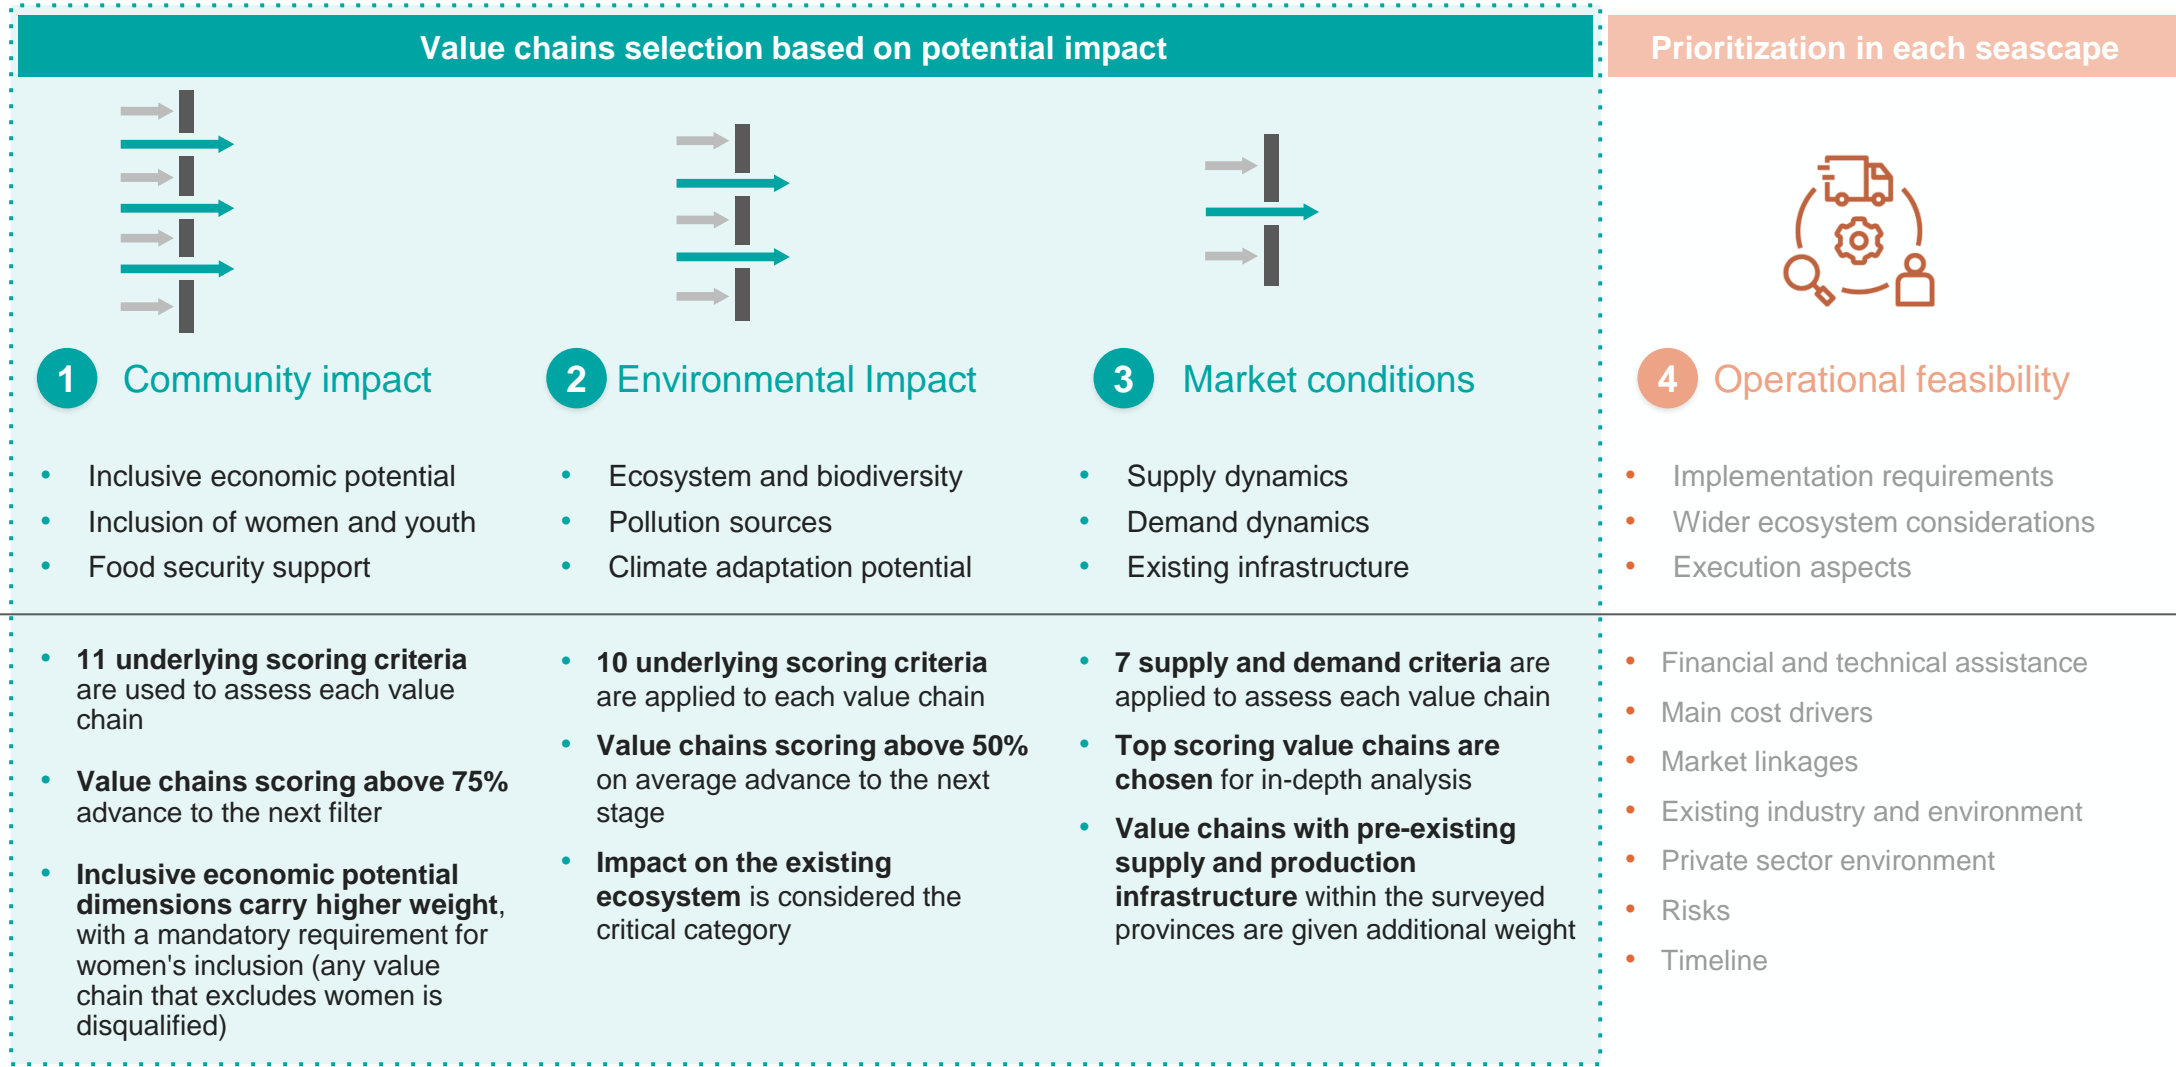 Value chains selection based on potential impact
Prioritization in each seascape
1 Community impact
• Inclusive economic potential
• Inclusion of women and youth
• Food security support
2 Environmental Impact
• Ecosystem and biodiversity
• Pollution sources
• Climate adaptation potential
3 Market conditions
• Supply dynamics
• Demand dynamics
• Existing infrastructure
4 Operational feasibility
• Implementation requirements
• Wider ecosystem considerations
• Execution aspects
• 11 underlying scoring criteria
are used to assess each value
chain
• Value chains scoring above 75%
advance to the next filter
• Inclusive economic potential
dimensions carry higher weight,
with a mandatory requirement for
women's inclusion (any value
chain that excludes women is
disqualified)
• 10 underlying scoring criteria
are applied to each value chain
• Value chains scoring above 50%
on average advance to the next
stage
• Impact on the existing
ecosystem is considered the
critical category
• 7 supply and demand criteria are
applied to assess each value chain
• Top scoring value chains are
chosen for in-depth analysis
• Value chains with pre-existing
supply and production
infrastructure within the surveyed
provinces are given additional weight
• Financial and technical assistance
• Main cost drivers
• Market linkages
• Existing industry and environment
• Private sector environment
• Risks
• Timeline